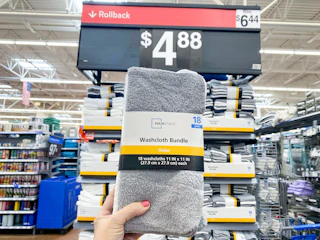 Rollback
$6.44
$4.88
MAINSTAYS
18
Washcloth Bundle
18 washcloths 11 IN x 11 IN
(27.9 cm x 27.9 cm) each